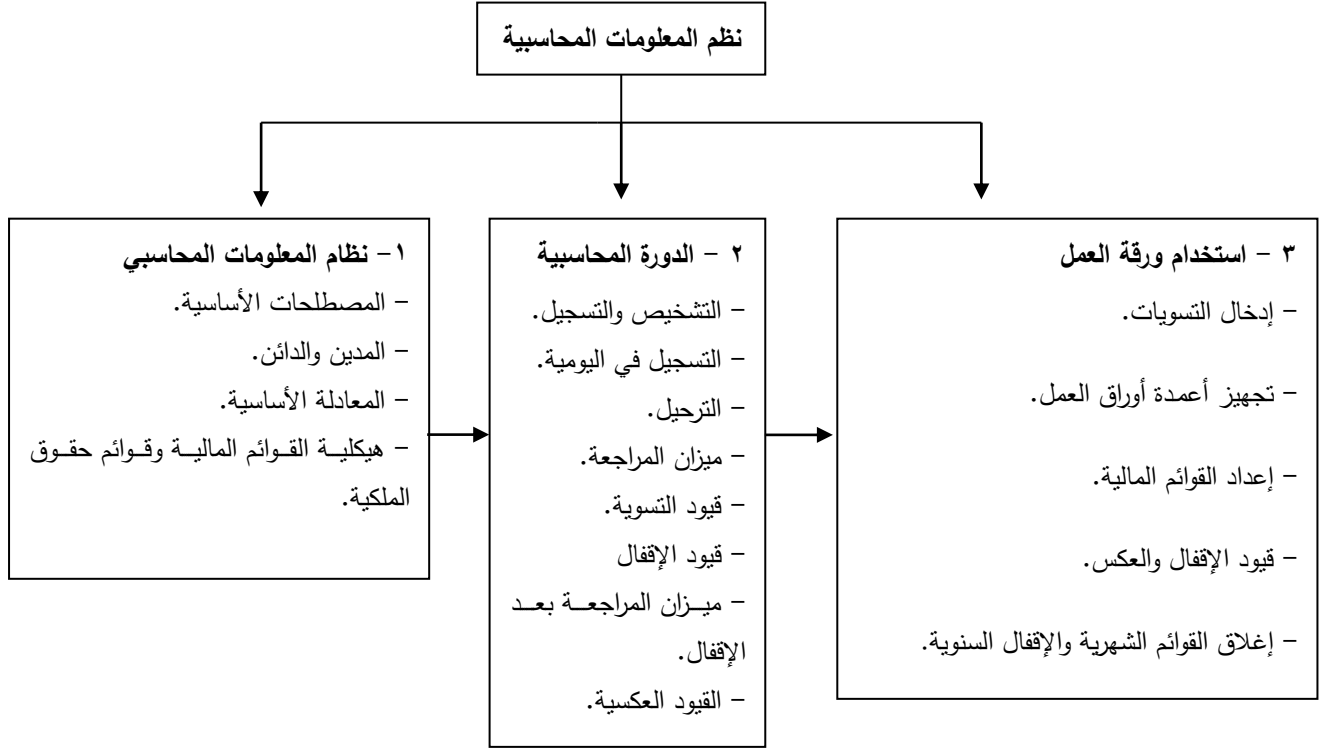 نظم المعلومات المحاسبية
١- نظام المعلومات المحاسبي
- المصطلحات الأساسية.
- المدين والدائن.
- المعادلة الأساسية.
- هيكلية القوائم المالية وقوائم حقوق
الملكية.
٢ - الدورة المحاسبية
- التشخيص والتسجيل.
- التسجيل في اليومية.
- الترحيل.
- ميزان المراجعة.
- قيود التسوية.
- قيود الإقفال
- ميزان المراجعة بعد
الإقفال.
- القيود العكسية.
٣ - استخدام ورقة العمل
- إدخال التسويات.
- تجهيز أعمدة أوراق العمل.
- إعداد القوائم المالية.
- قيود الإقفال والعكس.
- إغلاق القوائم الشهرية والإقفال السنوية.